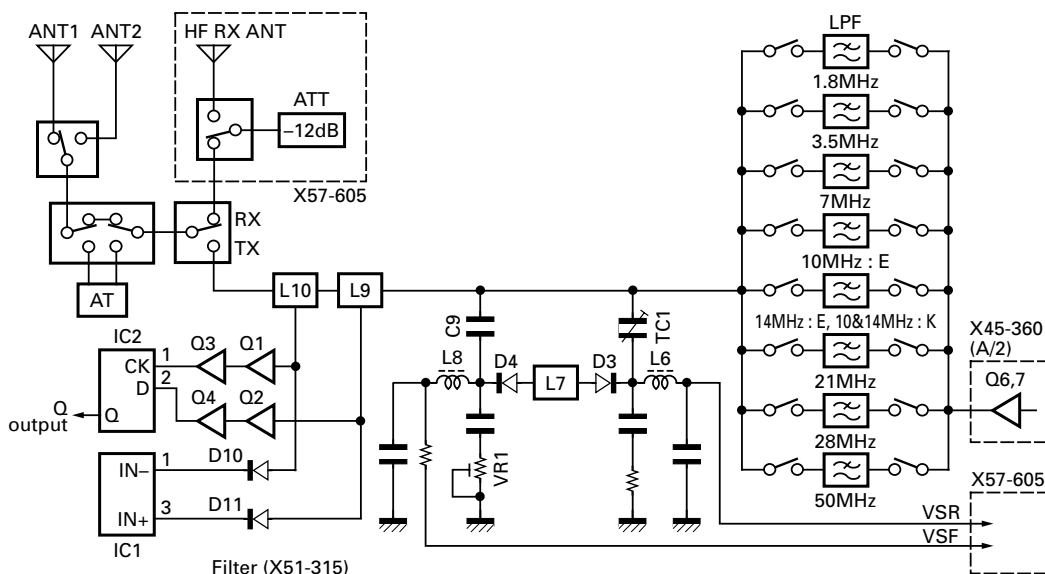 ANT1 ANT2 HF RX ANT
ATT
–12dB
X57-605
RX
TX
AT
L10 L9
LPF
1.8MHz
3.5MHz
7MHz
10MHz : E
14MHz : E, 10&14MHz : K
21MHz
28MHz
50MHz
X45-360
(A/2)
Q6,7
X57-605
C9
TC1
L8 D4 L7 D3 L6
VR1
IC2
CK 1 Q3 Q1
D 2 Q4 Q2
Q
Q
output
IN– 1 D10
IN+ 3 D11
IC1
VSR
VSF
Filter (X51-315)